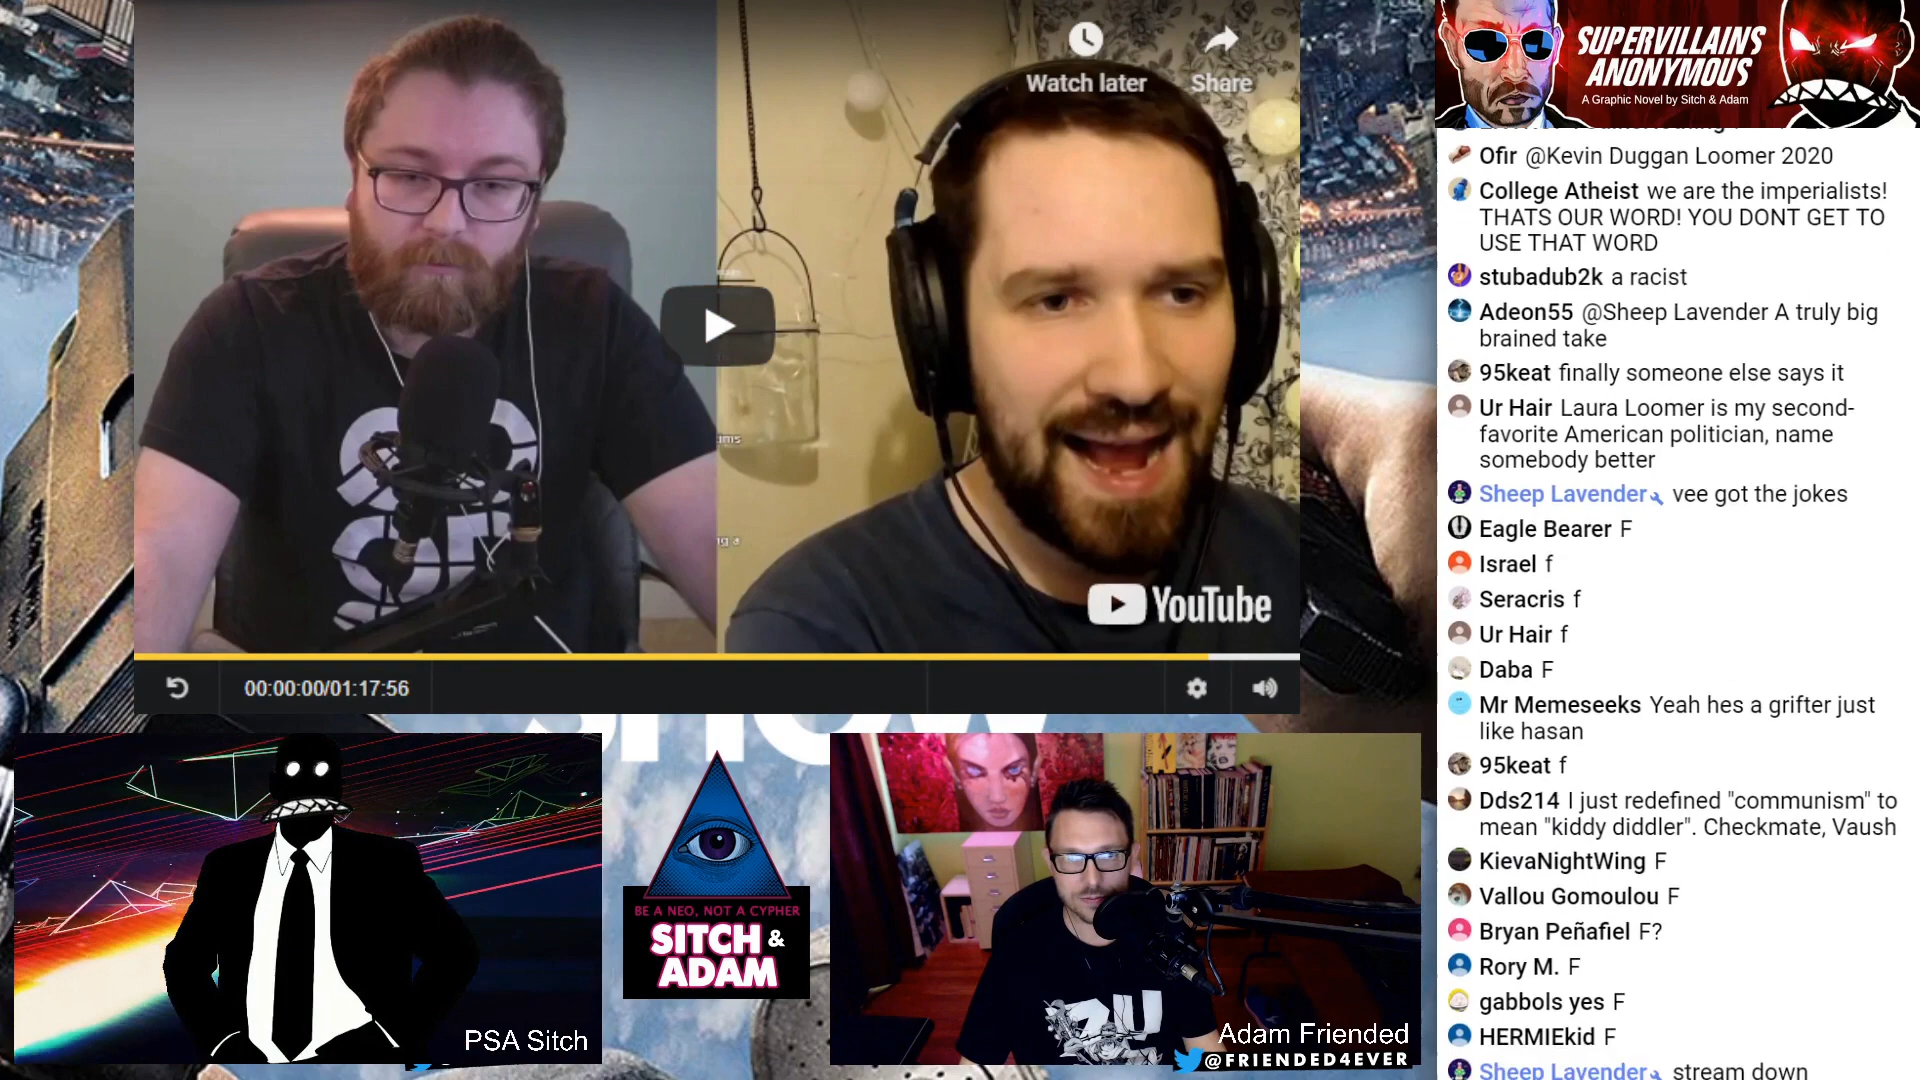 Watch later
Share
YouTube
00:00:00/01:17:56
PSA Sitch
BE A NEO, NOT A CYPHER
SITCH &
ADAM
Adam Friended
@FRIENDED4EVER
SUPERVILLAINS
ANONYMOUS
A Graphic Novel by Sitch & Adam
Ofir @Kevin Duggan Loomer 2020
College Atheist we are the imperialists!
THATS OUR WORD! YOU DONT GET TO
USE THAT WORD
stubadub2k a racist
Adeon55 @Sheep Lavender A truly big
brained take
95keat finally someone else says it
Ur Hair Laura Loomer is my second-
favorite American politician, name
somebody better
Sheep Lavender vee got the jokes
Eagle Bearer F
Israel f
Seracris f
Ur Hair f
Daba F
Mr Memeseeks Yeah hes a grifter just
like hasan
95keat f
Dds214 I just redefined "communism" to
mean "kiddy diddler". Checkmate, Vaush
KievaNightWing F
Vallou Gomoulou F
Bryan Peñafiel F?
Rory M. F
gabbols yes F
HERMIEkid F
Sheep Lavender stream down